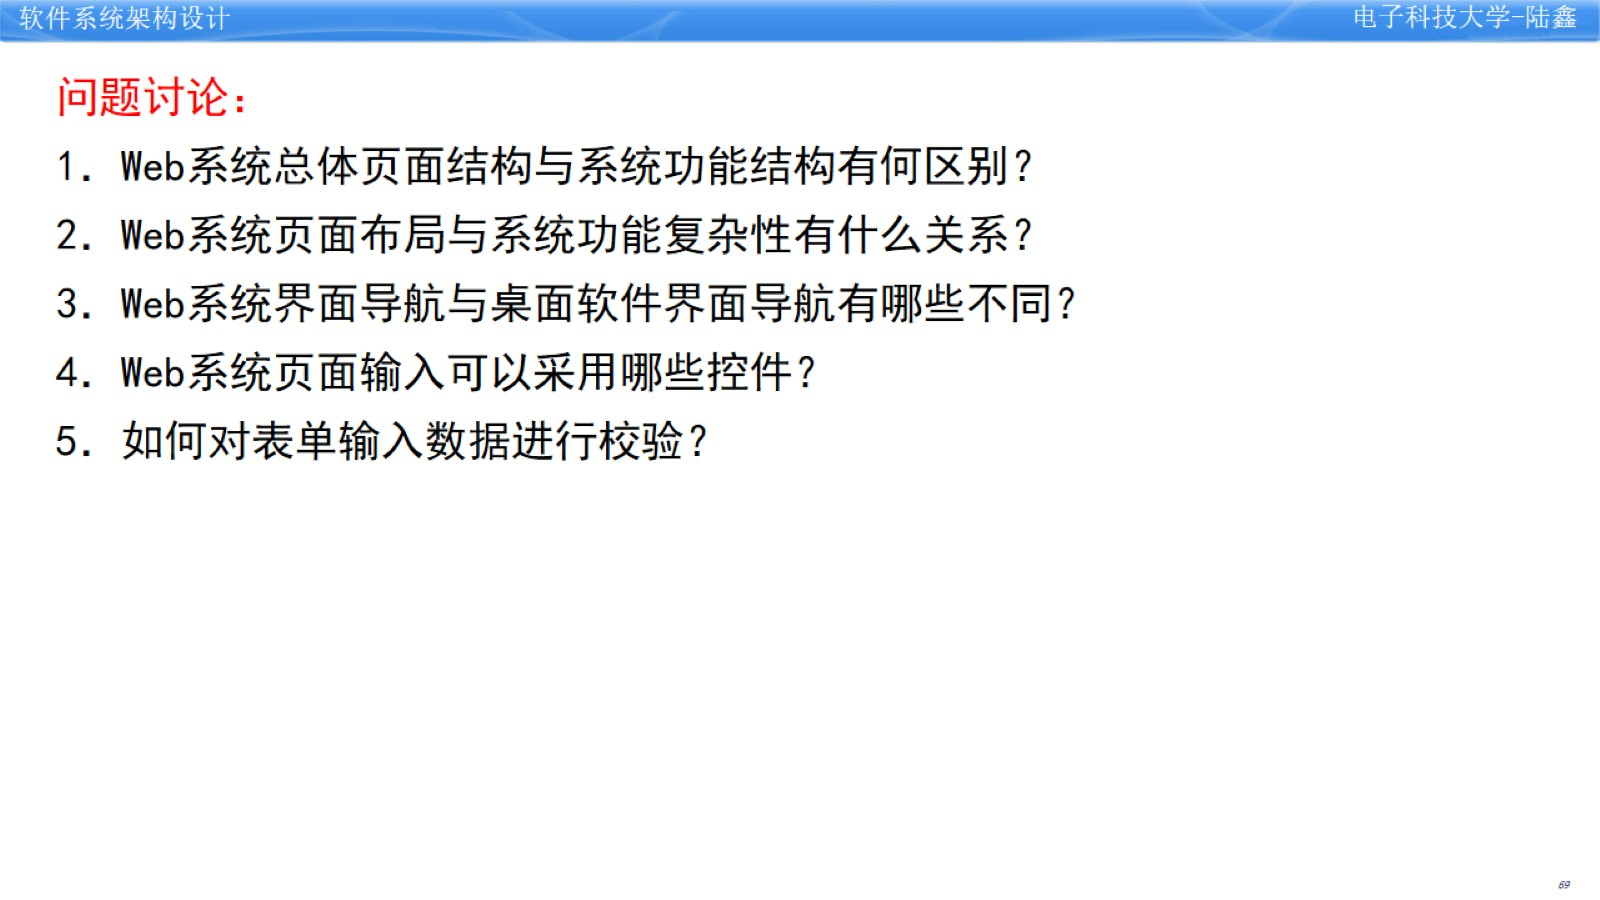 软件系统架构设计
电子科技大学-陆鑫
问题讨论：
1. Web系统总体页面结构与系统功能结构有何区别？
2. Web系统页面布局与系统功能复杂性有什么关系？
3. Web系统界面导航与桌面软件界面导航有哪些不同？
4. Web系统页面输入可以采用哪些控件？
5. 如何对表单输入数据进行校验？
69